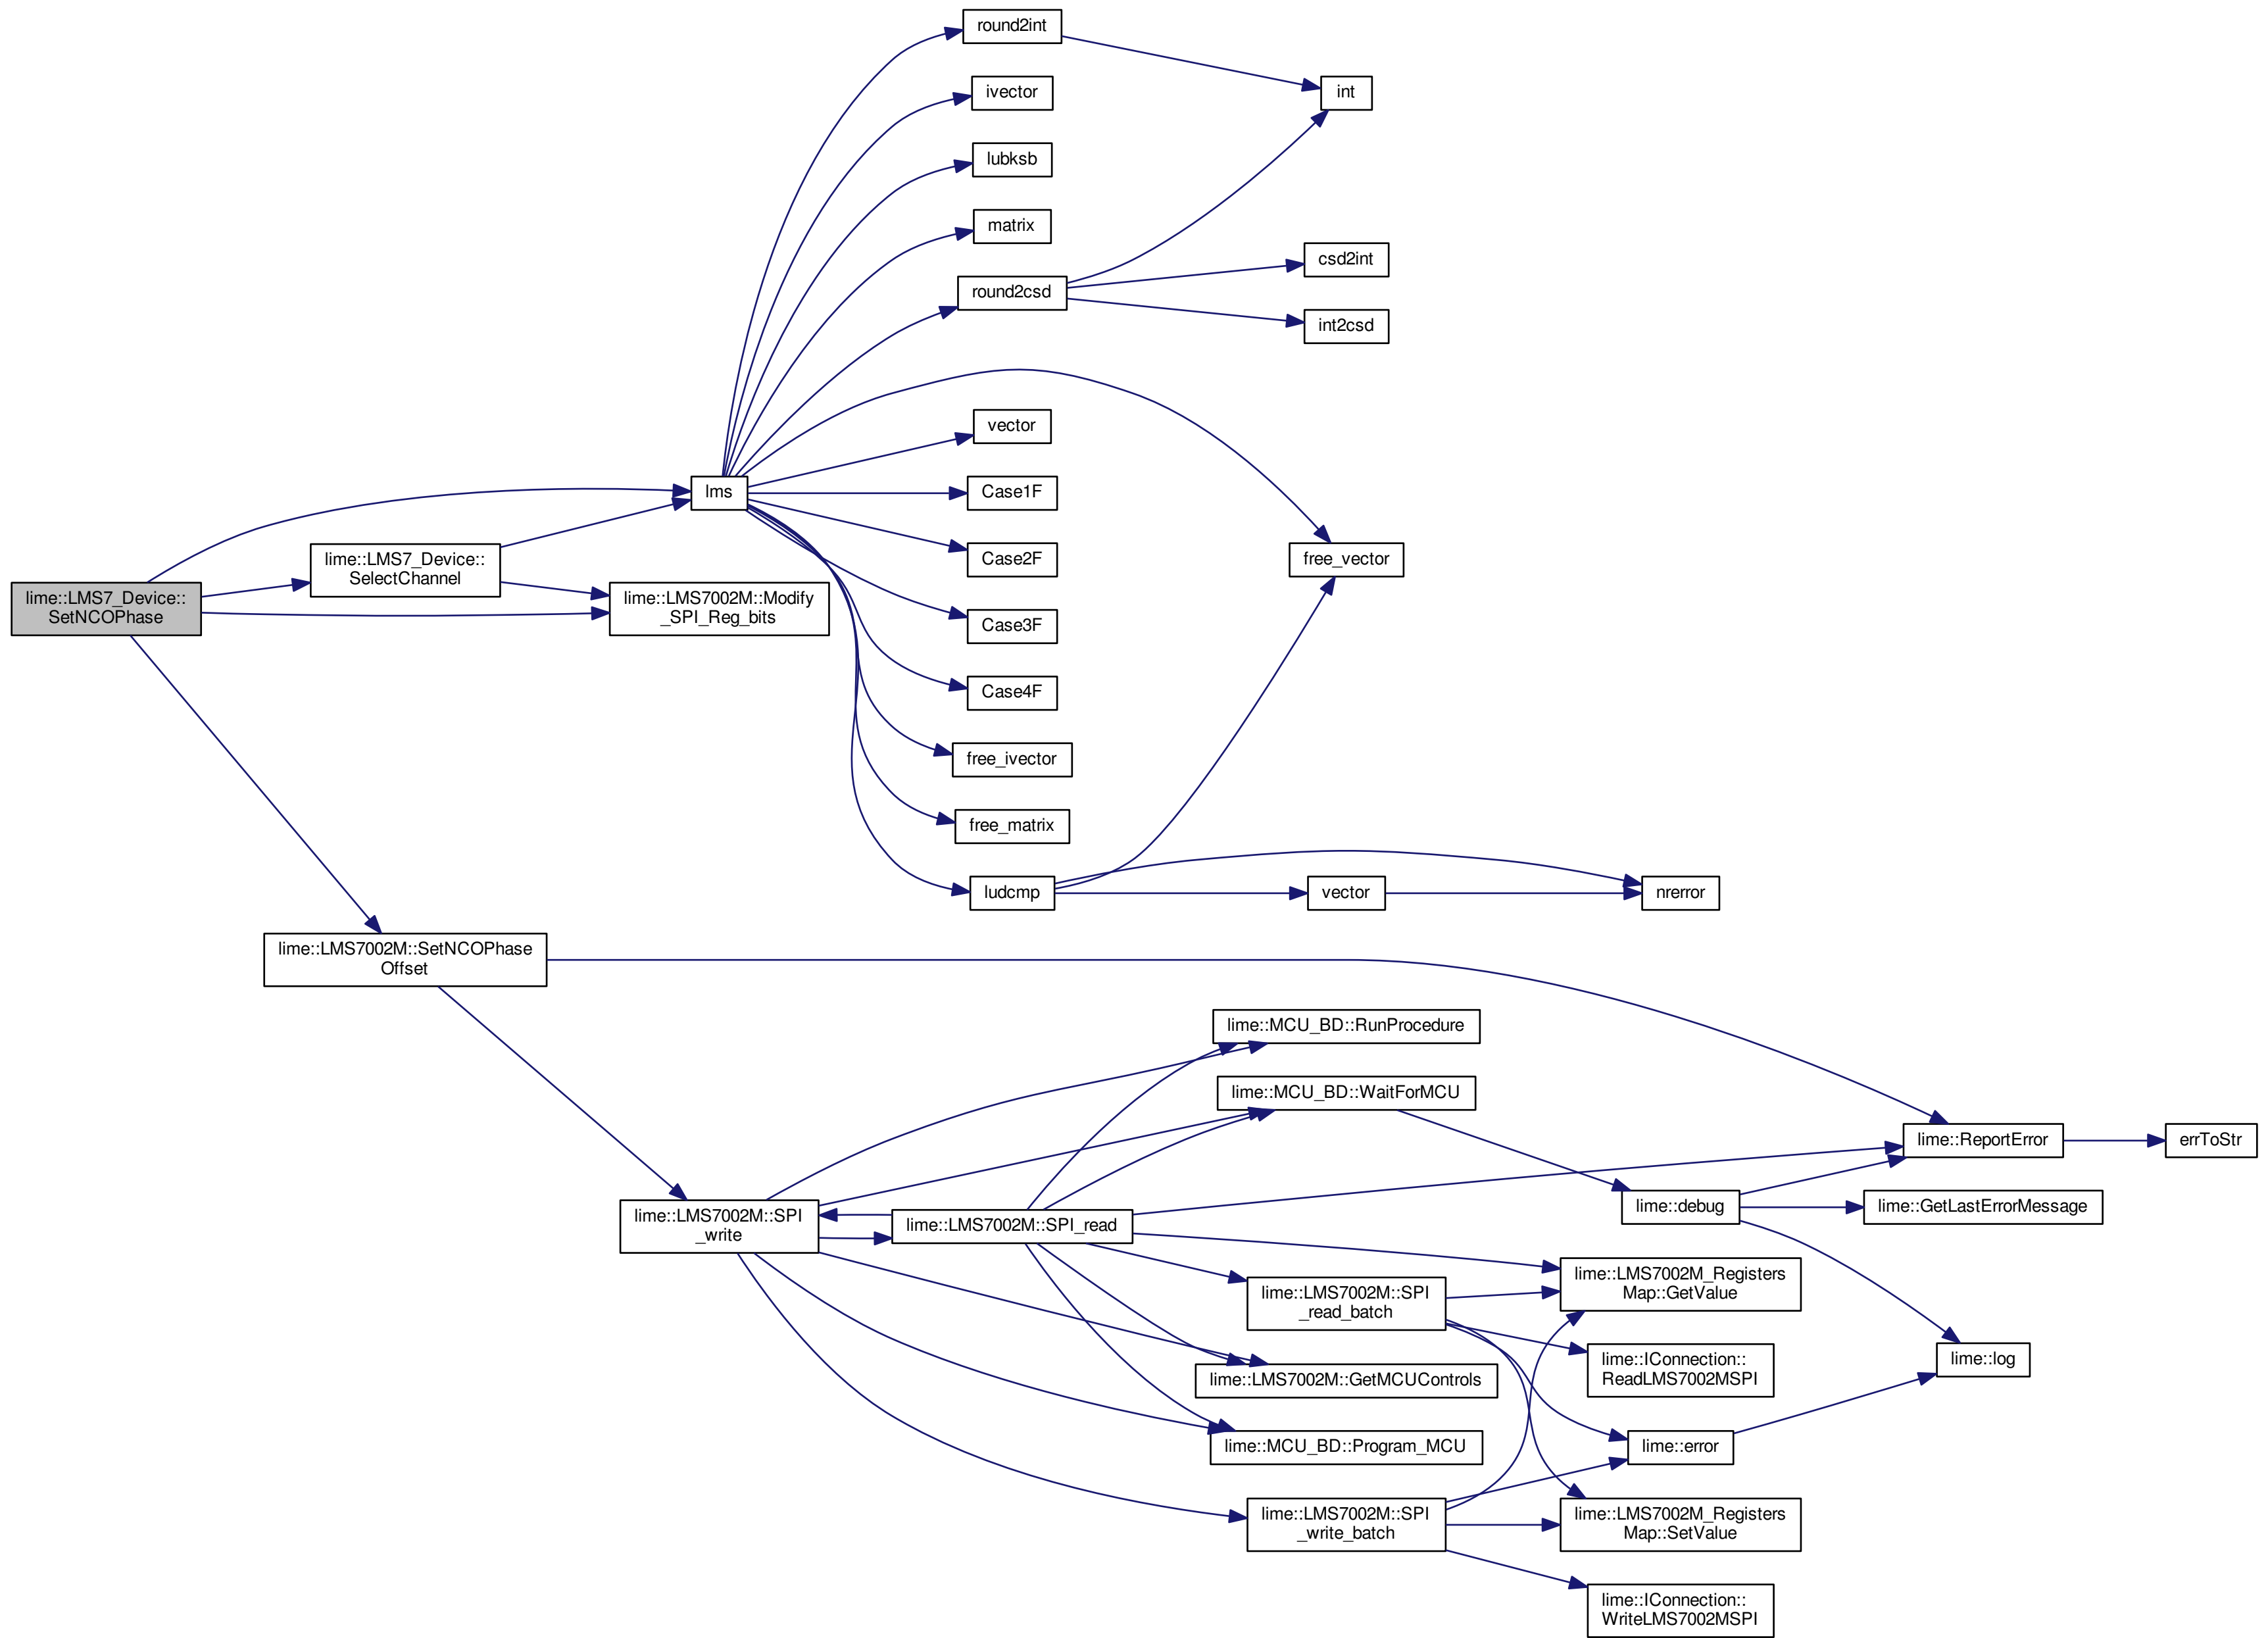 round2int
int
ivector
lubksb
matrix
csd2int
round2csd
int2csd
vector
lms
Case1F
lime::LMS7_Device::
SelectChannel
Case2F
free_vector
lime::LMS7_Device::
SetNCOPhase
lime::LMS7002M::Modify
_SPI_Reg_bits
Case3F
Case4F
free_ivector
free_matrix
ludcmp
vector
nrerror
lime::LMS7002M::SetNCOPhase
Offset
lime::MCU_BD::RunProcedure
lime::MCU_BD::WaitForMCU
lime::ReportError
errToStr
lime::LMS7002M::SPI
_write
lime::LMS7002M::SPI_read
lime::debug
lime::GetLastErrorMessage
lime::LMS7002M_Registers
Map::GetValue
lime::LMS7002M::SPI
_read_batch
lime::IConnection::
ReadLMS7002MSPI
lime::log
lime::LMS7002M::GetMCUControls
lime::MCU_BD::Program_MCU
lime::error
lime::LMS7002M::SPI
_write_batch
lime::LMS7002M_Registers
Map::SetValue
lime::IConnection::
WriteLMS7002MSPI